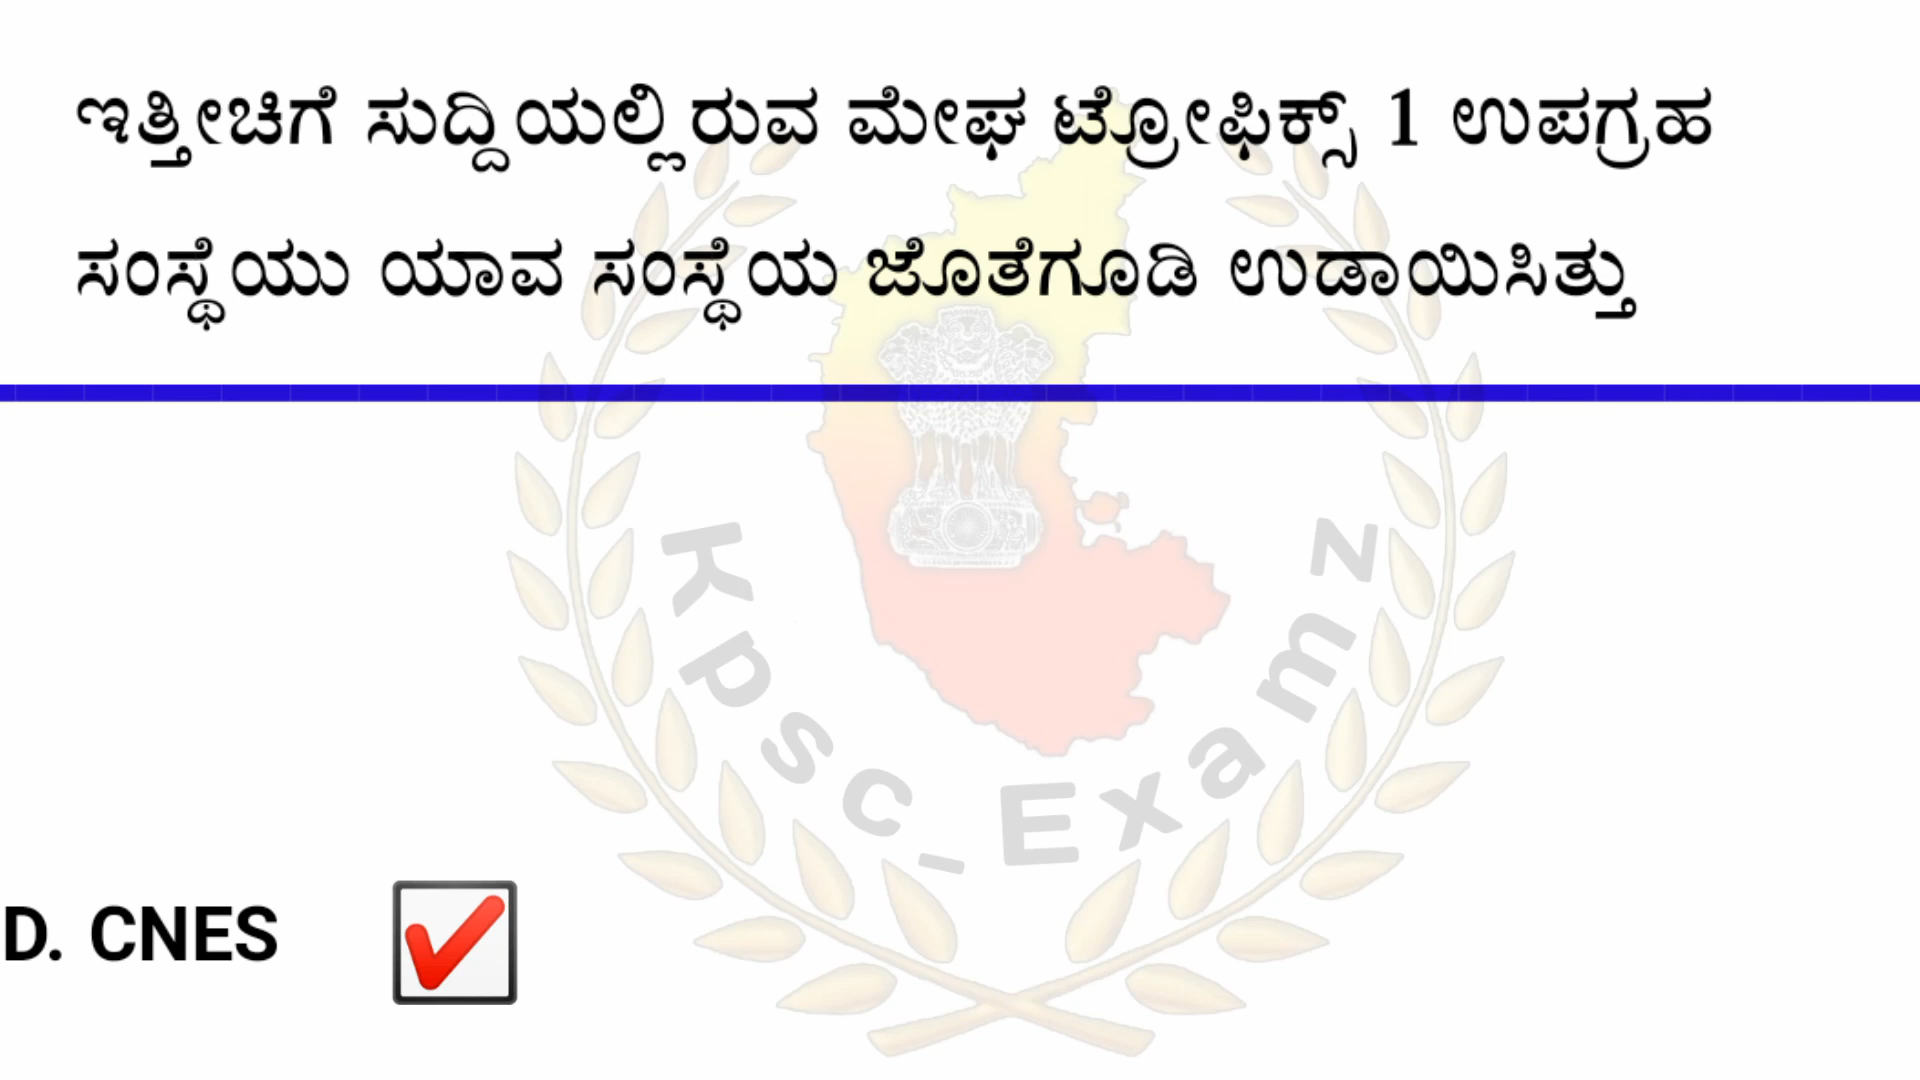 ಇತ್ತೀಚಿಗೆ ಸುದ್ದಿಯಲ್ಲಿರುವ ಮೇಘ ಟ್ರೋಫಿಕ್ಸ್ 1 ಉಪಗ್ರಹ
ಸಂಸ್ಥೆಯು ಯಾವ ಸಂಸ್ಥೆಯ ಜೊತೆಗೂಡಿ ಉಡಾಯಿಸಿತ್ತು
Kpsc_Examz
D. CNES